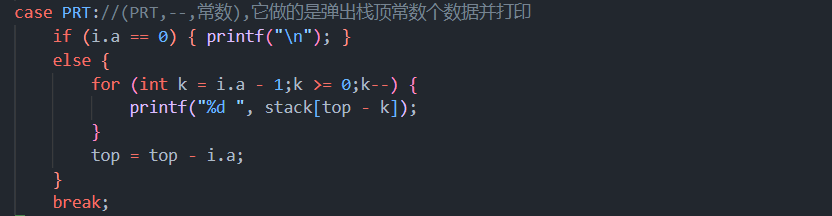 case PRT://(PRT,--,常数),它做的是弹出栈顶常数个数据并打印
if (i.a == 0) { printf("\n"); }
else {
for (int k = i.a - 1;k >= 0;k--) {
printf("%d ", stack[top - k]);
}
top = top - i.a;
}
break;